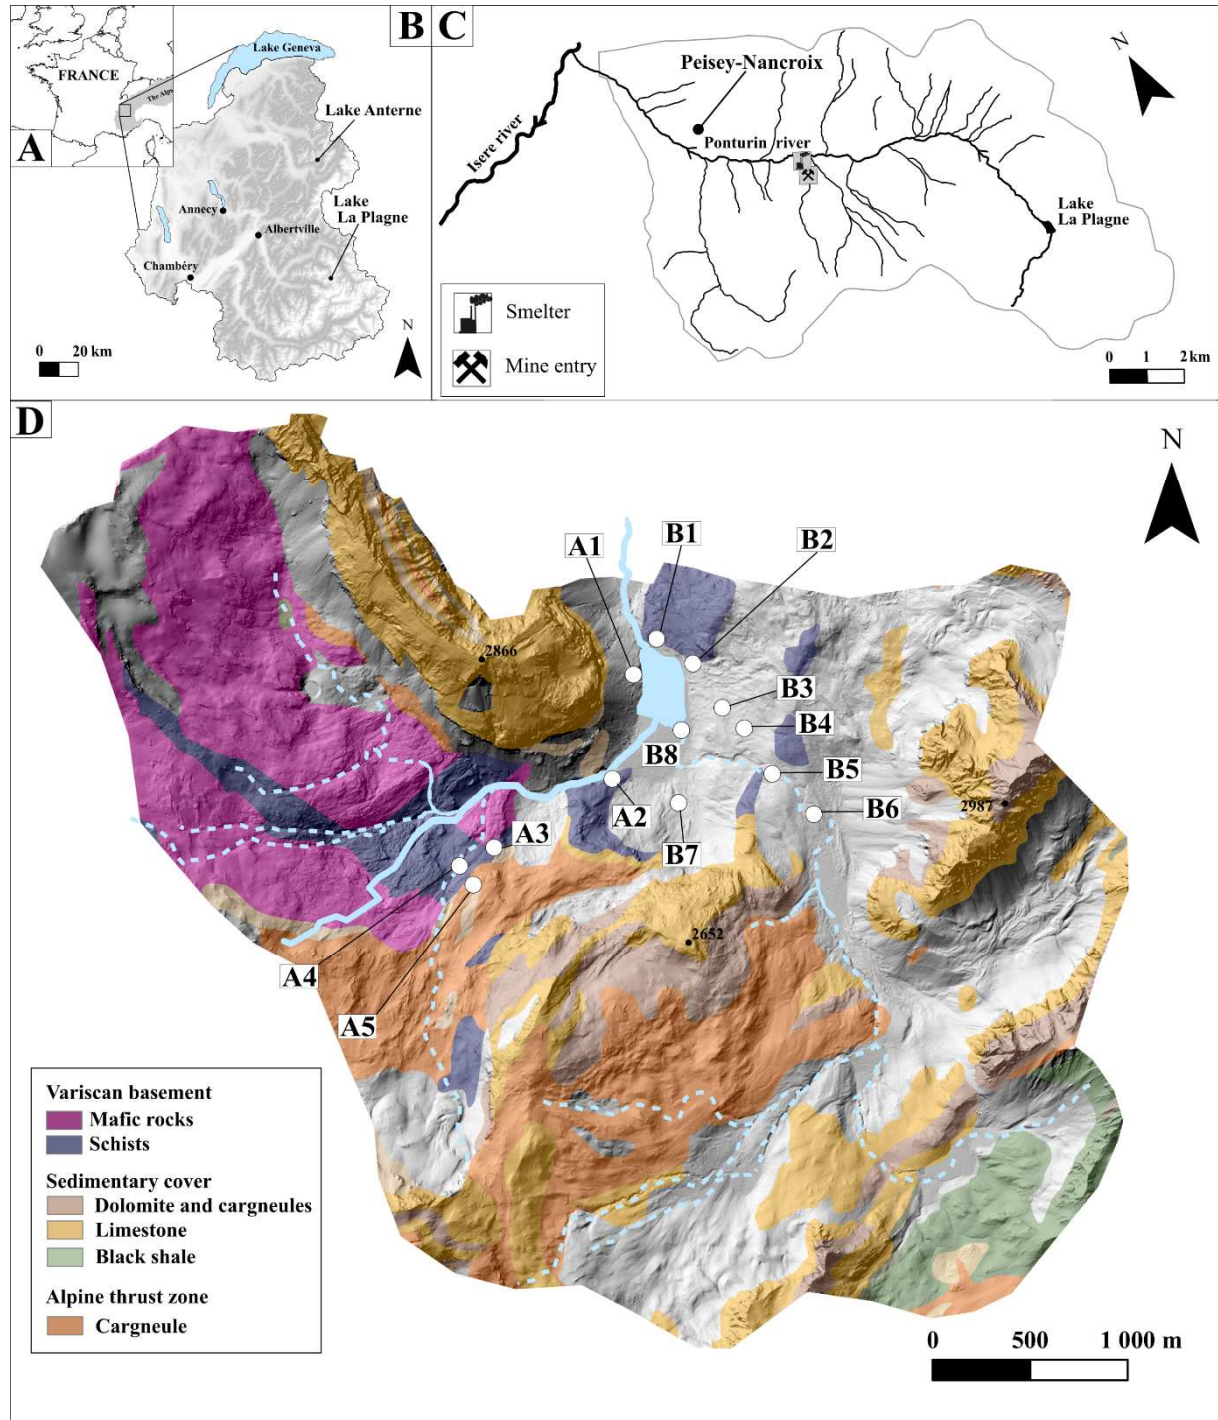 A
FRANCE
The Alps
B
Lake Geneva
Lake Anterne
Lake
La Plagne
Annecy
Albertville
Chambéry
0 20 km
N
C
N
Peisey-Nancroix
Ponturin river
Isere river
Lake
La Plagne
Smelter
Mine entry
0 1 2 km
D
N
A1
B1
B2
2866
B3
B4
B8
B5
A2
2987
B6
B7
A3
2652
A4
A5
Variscan basement
Mafic rocks
Schists
Sedimentary cover
Dolomite and cargneules
Limestone
Black shale
Alpine thrust zone
Cargneule
0 500 1 000 m